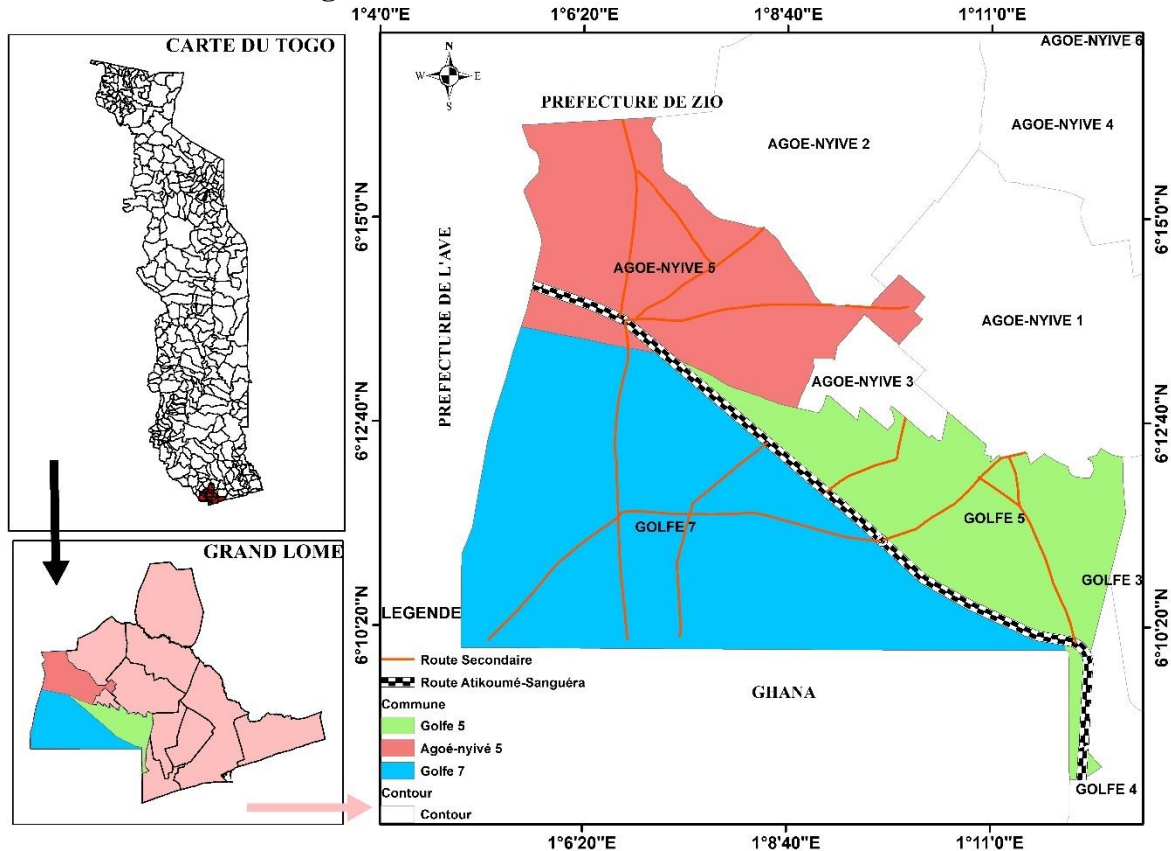 CARTE DU TOGO
GRAND LOME
1°4'0"E
1°6'20"E
1°8'40"E
1°11'0"E
N
W
E
S
AGOE-NYIVE 6
PREFECTURE DE ZIO
AGOE-NYIVE 4
AGOE-NYIVE 2
6°15'0"N
6°15'0"N
PREFECTURE DE L'AVE
AGOE-NYIVE 5
AGOE-NYIVE 1
AGOE-NYIVE 3
6°12'40"N
6°12'40"N
GOLFE 5
GOLFE 7
GOLFE 3
6°10'20"N
6°10'20"N
GHANA
GOLFE 4
LEGENDE
Route Secondaire
Route Atikoumé-Sanguéra
Commune
Golfe 5
Agoé-nyivé 5
Golfe 7
Contour
Contour
1°6'20"E
1°8'40"E
1°11'0"E